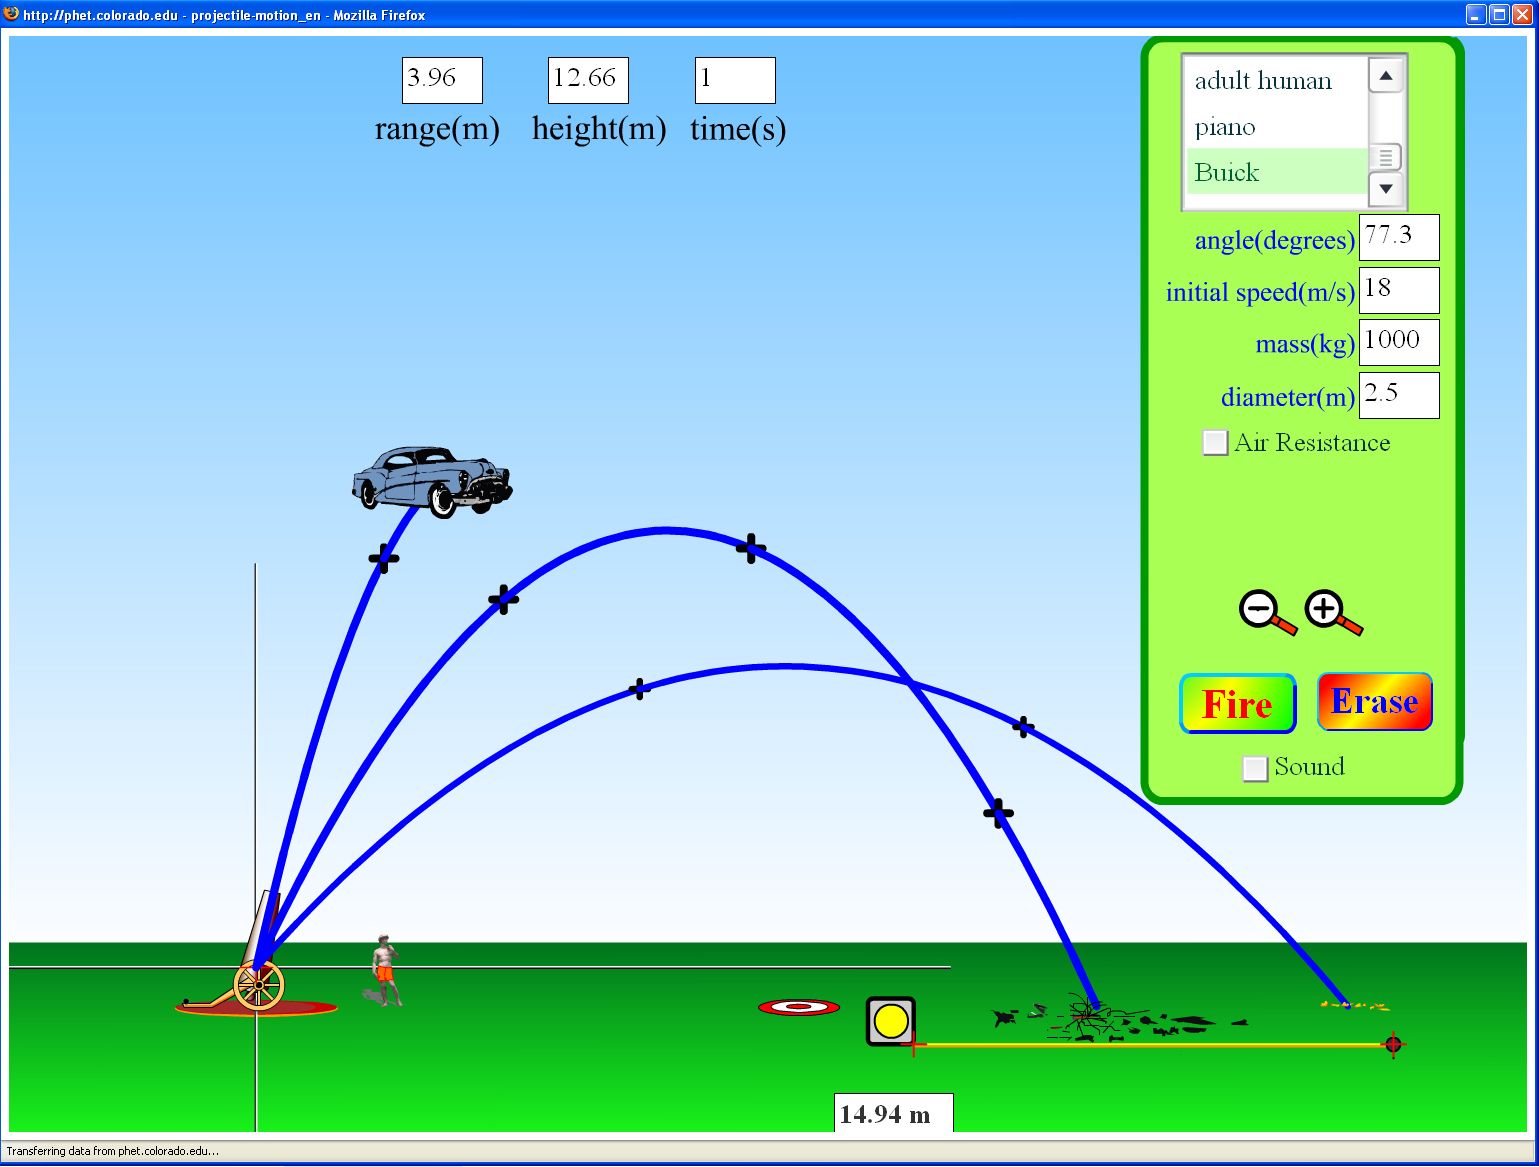 http://phet.colorado.edu - projectile-motion_en - Mozilla Firefox
3.96 12.66 1
range(m) height(m) time(s)
adult human
piano
Buick
angle(degrees) 77.3
initial speed(m/s) 18
mass(kg) 1000
diameter(m) 2.5
Air Resistance
Fire Erase
Sound
14.94 m
Transferring data from phet.colorado.edu...